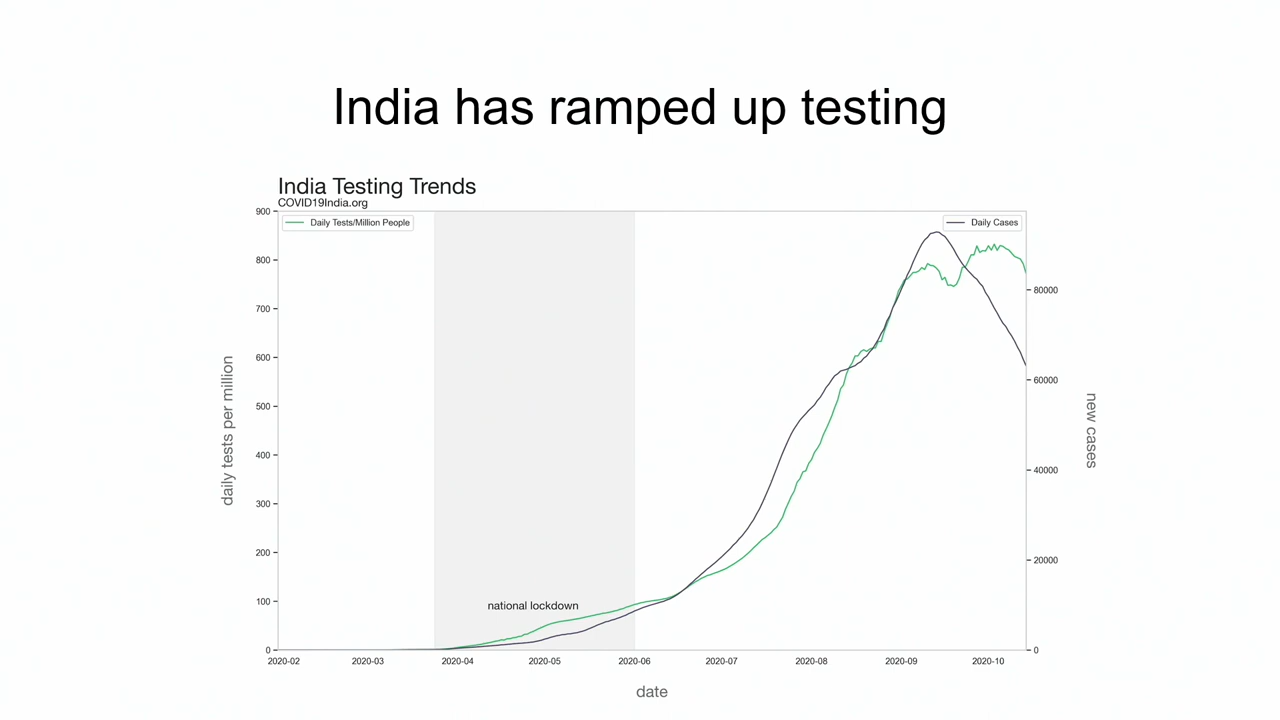 India has ramped up testing
India Testing Trends
COVID19India.org
Daily Tests/Million People
Daily Cases
900
800
700
600
500
400
300
200
100
0
daily tests per million
80000
60000
40000
20000
0
new cases
national lockdown
2020-02 2020-03 2020-04 2020-05 2020-06 2020-07 2020-08 2020-09 2020-10
date